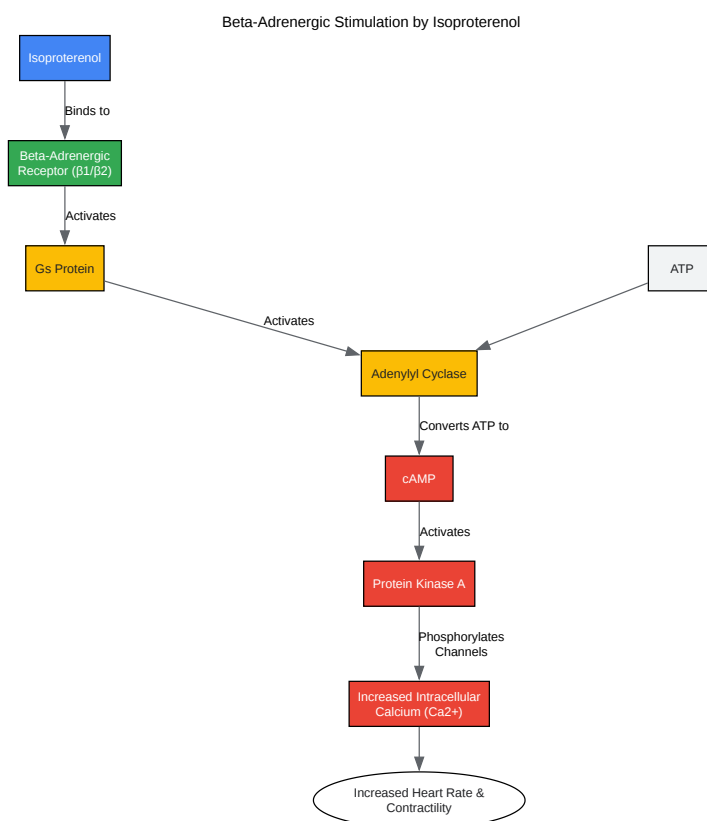 Beta-Adrenergic Stimulation by Isoproterenol
Isoproterenol
Binds to
Beta-Adrenergic
Receptor (β1/β2)
Activates
Gs Protein
ATP
Activates
Adenylyl Cyclase
Converts ATP to
cAMP
Activates
Protein Kinase A
Phosphorylates
Channels
Increased Intracellular
Calcium (Ca2+)
Increased Heart Rate &
Contractility